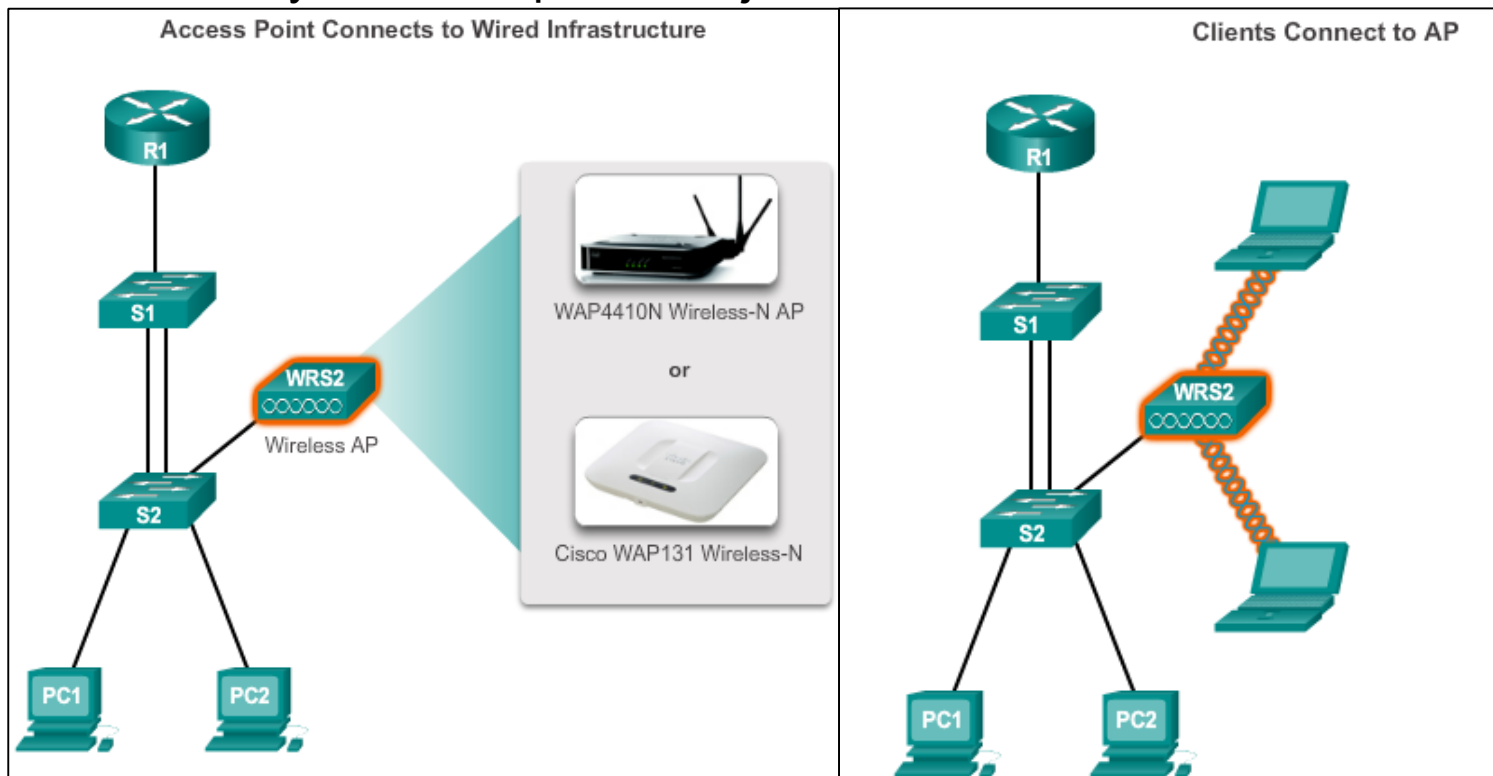 Access Point Connects to Wired Infrastructure
R1
S1
WRS2
Wireless AP
S2
PC1
PC2
WAP4410N Wireless-N AP
or
Cisco WAP131 Wireless-N
Clients Connect to AP
R1
S1
WRS2
S2
PC1
PC2